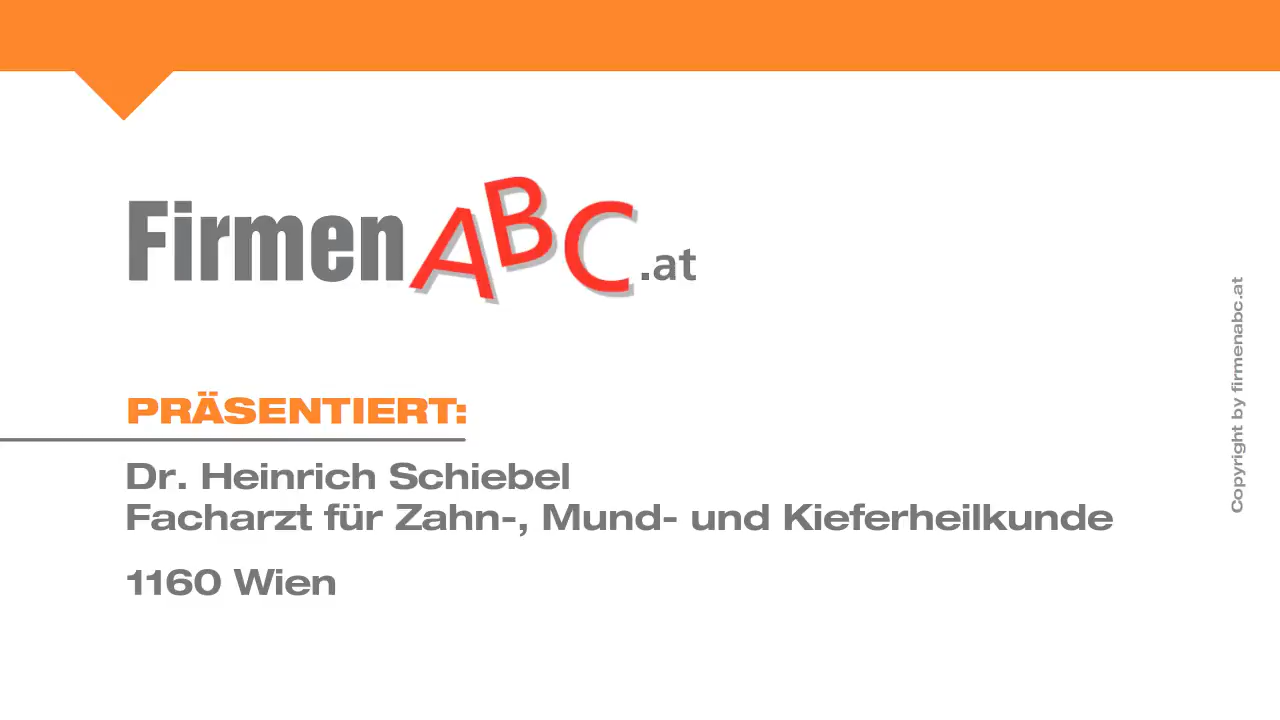 FirmenABC.at
PRÄSENTIERT:
Dr. Heinrich Schiebel
Facharzt für Zahn-, Mund- und Kieferheilkunde
1160 Wien
Copyright by firmenabc.at